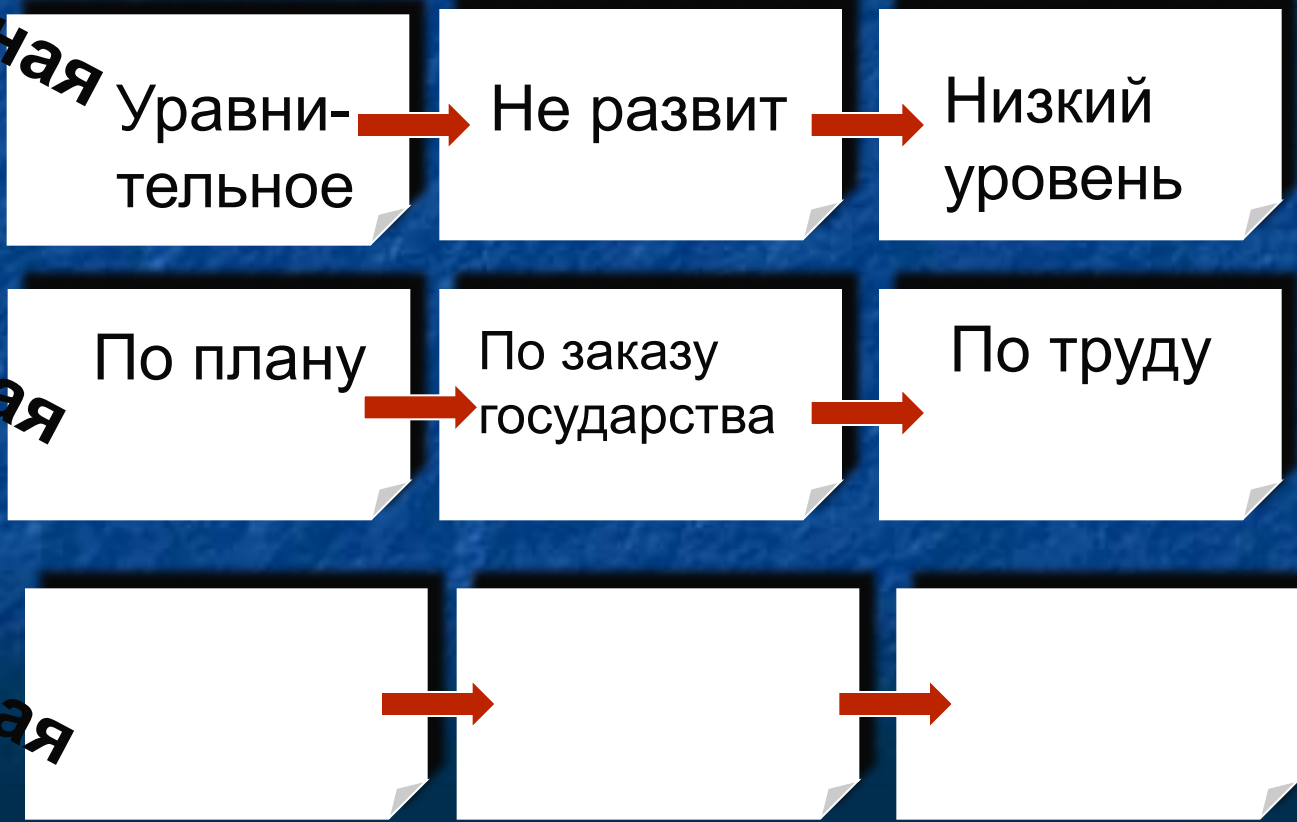 ная
Уравни-
тельное
Не развит
Низкий
уровень
По плану
По заказу
государства
По труду
ая
ая